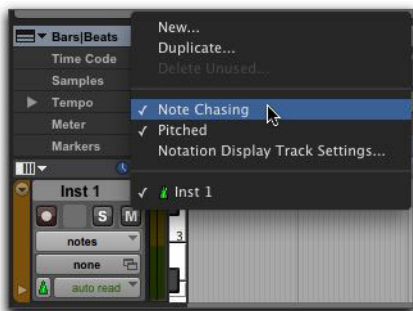 Bars|Beats
Time Code
Samples
Tempo
Meter
Markers
New...
Duplicate...
Delete Unused...
Note Chasing
Pitched
Notation Display Track Settings...
Inst 1
Inst 1
S M
notes
none
auto read
3